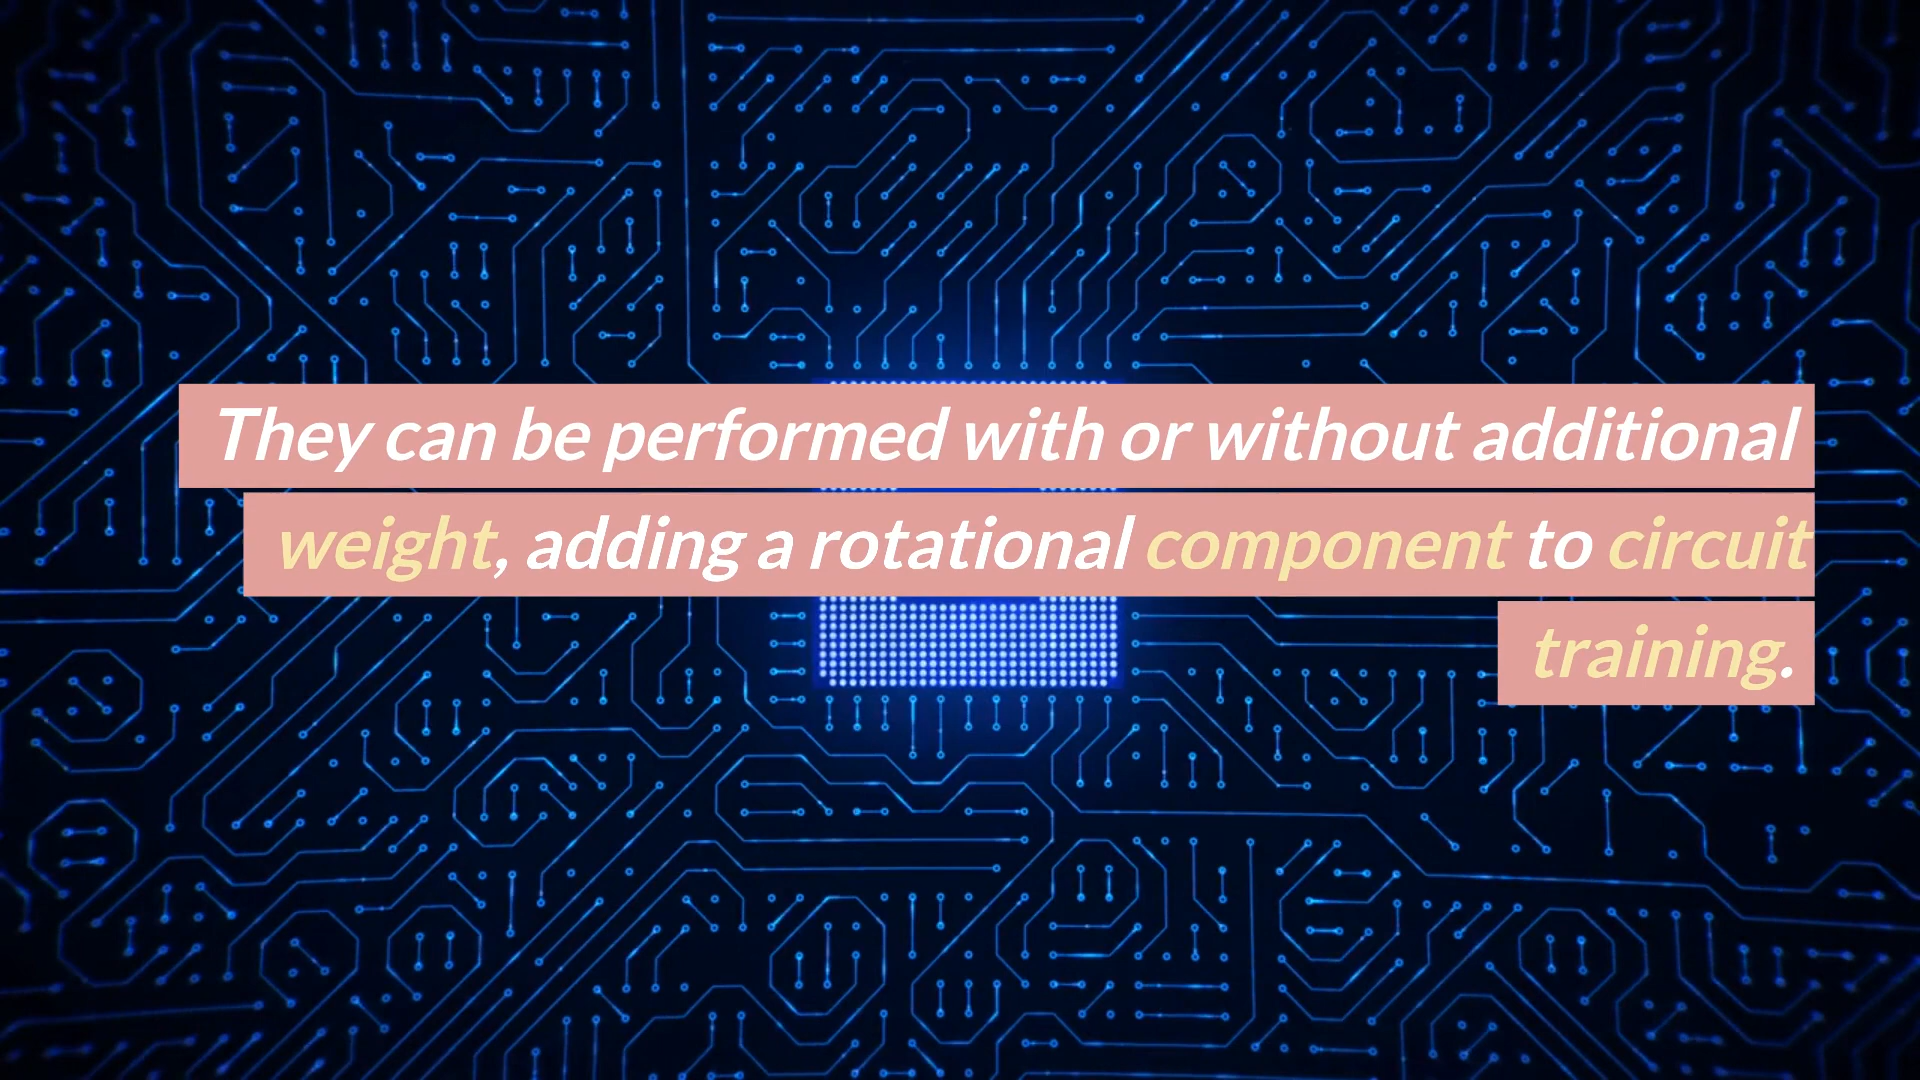 They can be performed with or without additional
weight, adding a rotational component to circuit
training.